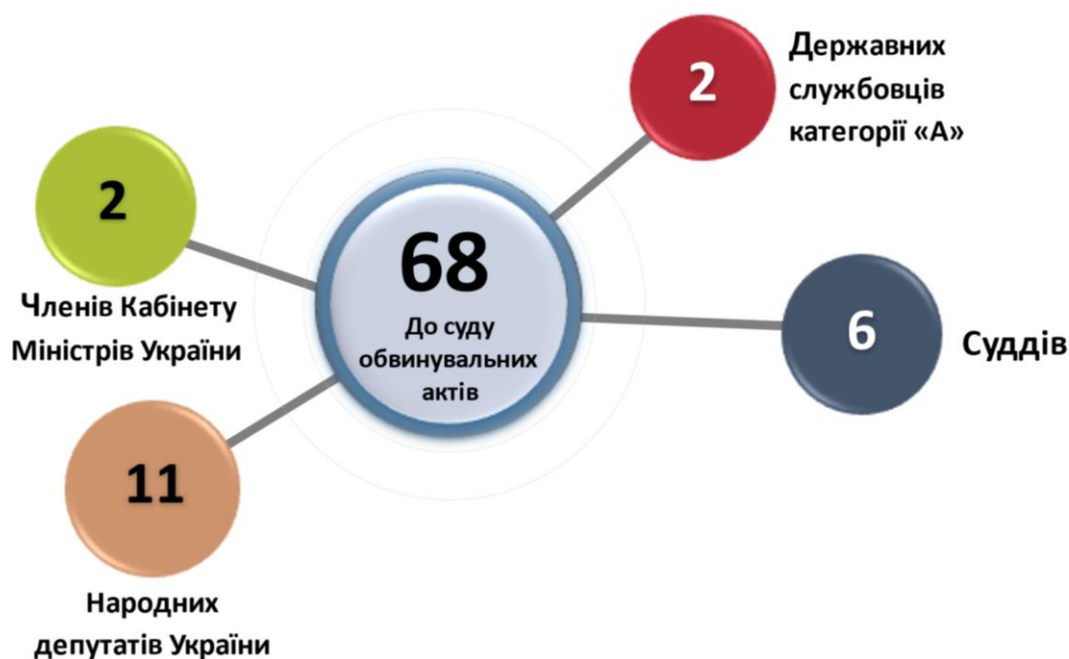 2
Державних
службовців
категорії «А»
2
Членів Кабінету
Міністрів України
68
До суду
обвинувальних
актів
6
Суддів
11
Народних
депутатів України